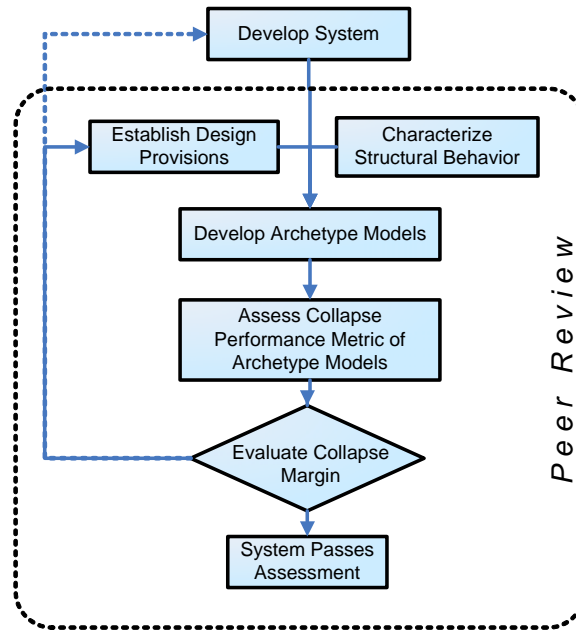 Develop System
Establish Design
Provisions
Characterize
Structural Behavior
Develop Archetype Models
Assess Collapse
Performance Metric of
Archetype Models
Evaluate Collapse
Margin
System Passes
Assessment
Peer Review